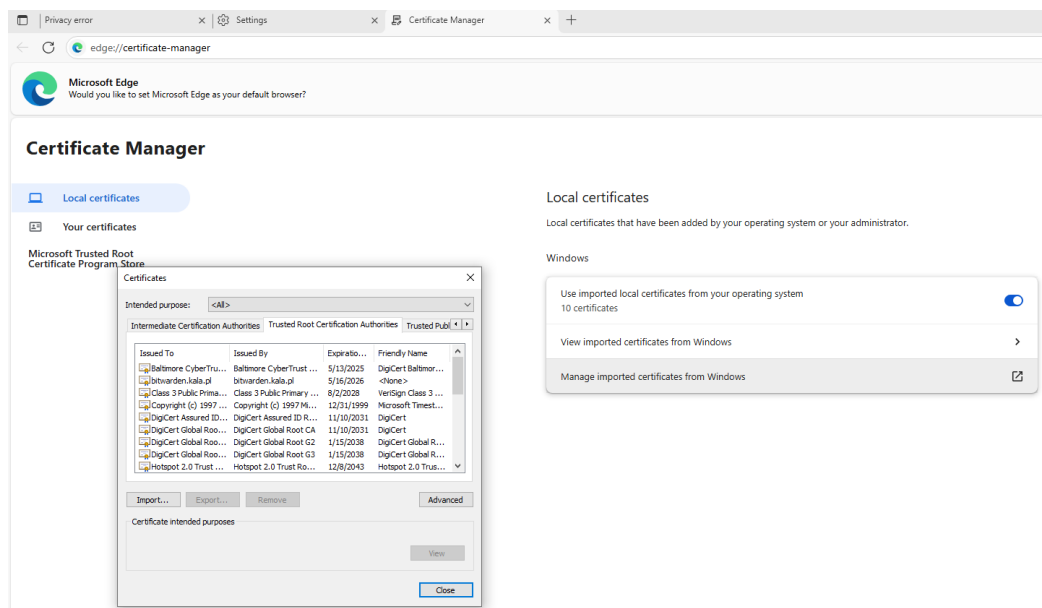 Privacy error
Settings
Certificate Manager
edge://certificate-manager
Microsoft Edge
Would you like to set Microsoft Edge as your default browser?
Certificate Manager
Local certificates
Your certificates
Microsoft Trusted Root
Certificate Program Store
Local certificates
Local certificates that have been added by your operating system or your administrator.
Windows
Use imported local certificates from your operating system
10 certificates
View imported certificates from Windows
Manage imported certificates from Windows
Certificates
Intended purpose: <All>
Intermediate Certification Authorities Trusted Root Certification Authorities Trusted Publ
Issued To Issued By Expiratio... Friendly Name
Baltimore CyberTru... Baltimore CyberTrust ... 5/13/2025 DigiCert Baltimor...
bitwarden.kala.pl bitwarden.kala.pl 5/16/2026 <None>
Class 3 Public Prima... Class 3 Public Primary ... 8/2/2028 VeriSign Class 3 ...
Copyright (c) 1997 ... Copyright (c) 1997 Mi... 12/31/1999 Microsoft Timest...
DigiCert Assured ID... DigiCert Assured ID R... 11/10/2031 DigiCert
DigiCert Global Roo... DigiCert Global Root CA 11/10/2031 DigiCert
DigiCert Global Roo... DigiCert Global Root G2 1/15/2038 DigiCert Global R...
DigiCert Global Roo... DigiCert Global Root G3 1/15/2038 DigiCert Global R...
Hotspot 2.0 Trust ... Hotspot 2.0 Trust Ro... 12/8/2043 Hotspot 2.0 Trus...
Import... Export... Remove Advanced
Certificate intended purposes
View
Close